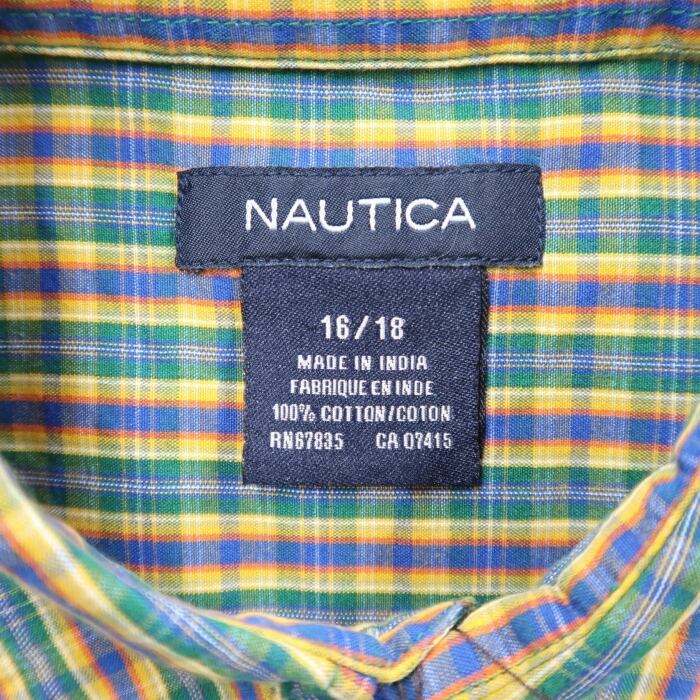 NAUTICA
16/18
MADE IN INDIA
FABRIQUE EN INDE
100% COTTON/COTON
RN67835 CA 07415